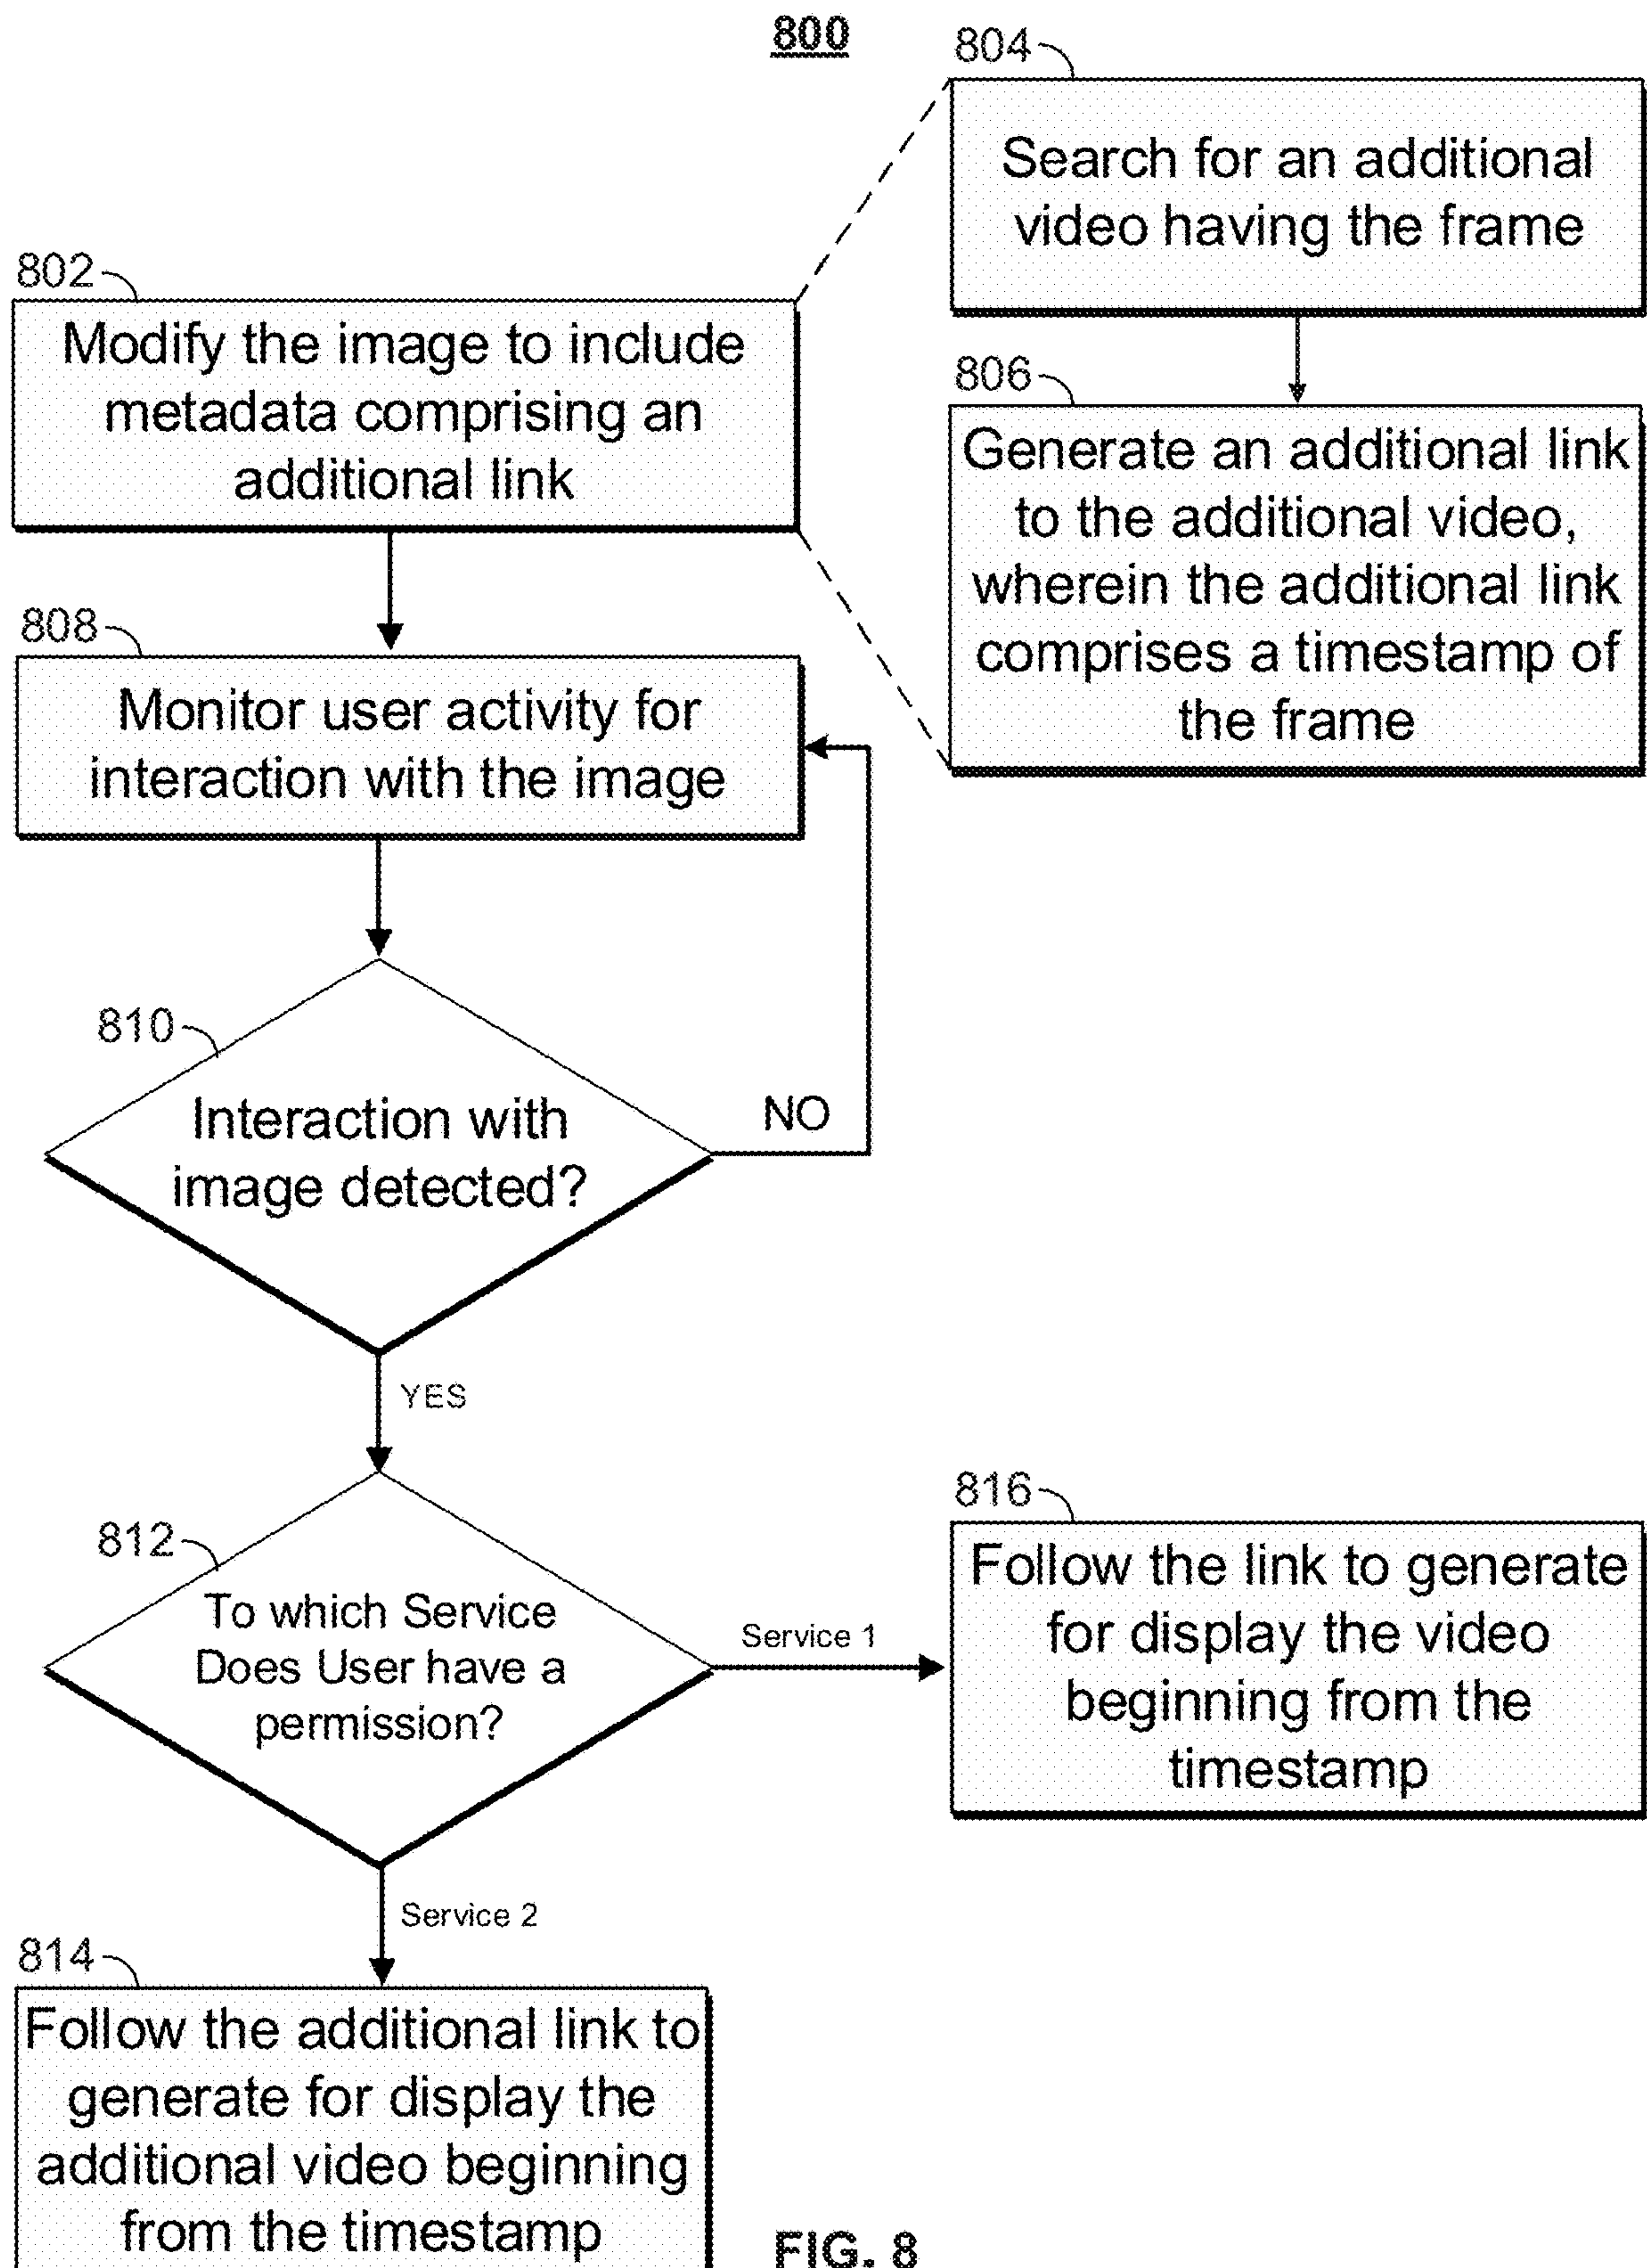 800
804
Search for an additional
video having the frame
802
Modify the image to include
metadata comprising an
additional link
806
Generate an additional link
to the additional video,
wherein the additional link
comprises a timestamp of
the frame
808
Monitor user activity for
interaction with the image
810
Interaction with
image detected?
NO
YES
812
To which Service
Does User have a
permission?
Service 1
816
Follow the link to generate
for display the video
beginning from the
timestamp
Service 2
814
Follow the additional link to
generate for display the
additional video beginning
from the timestamp
FIG. 8